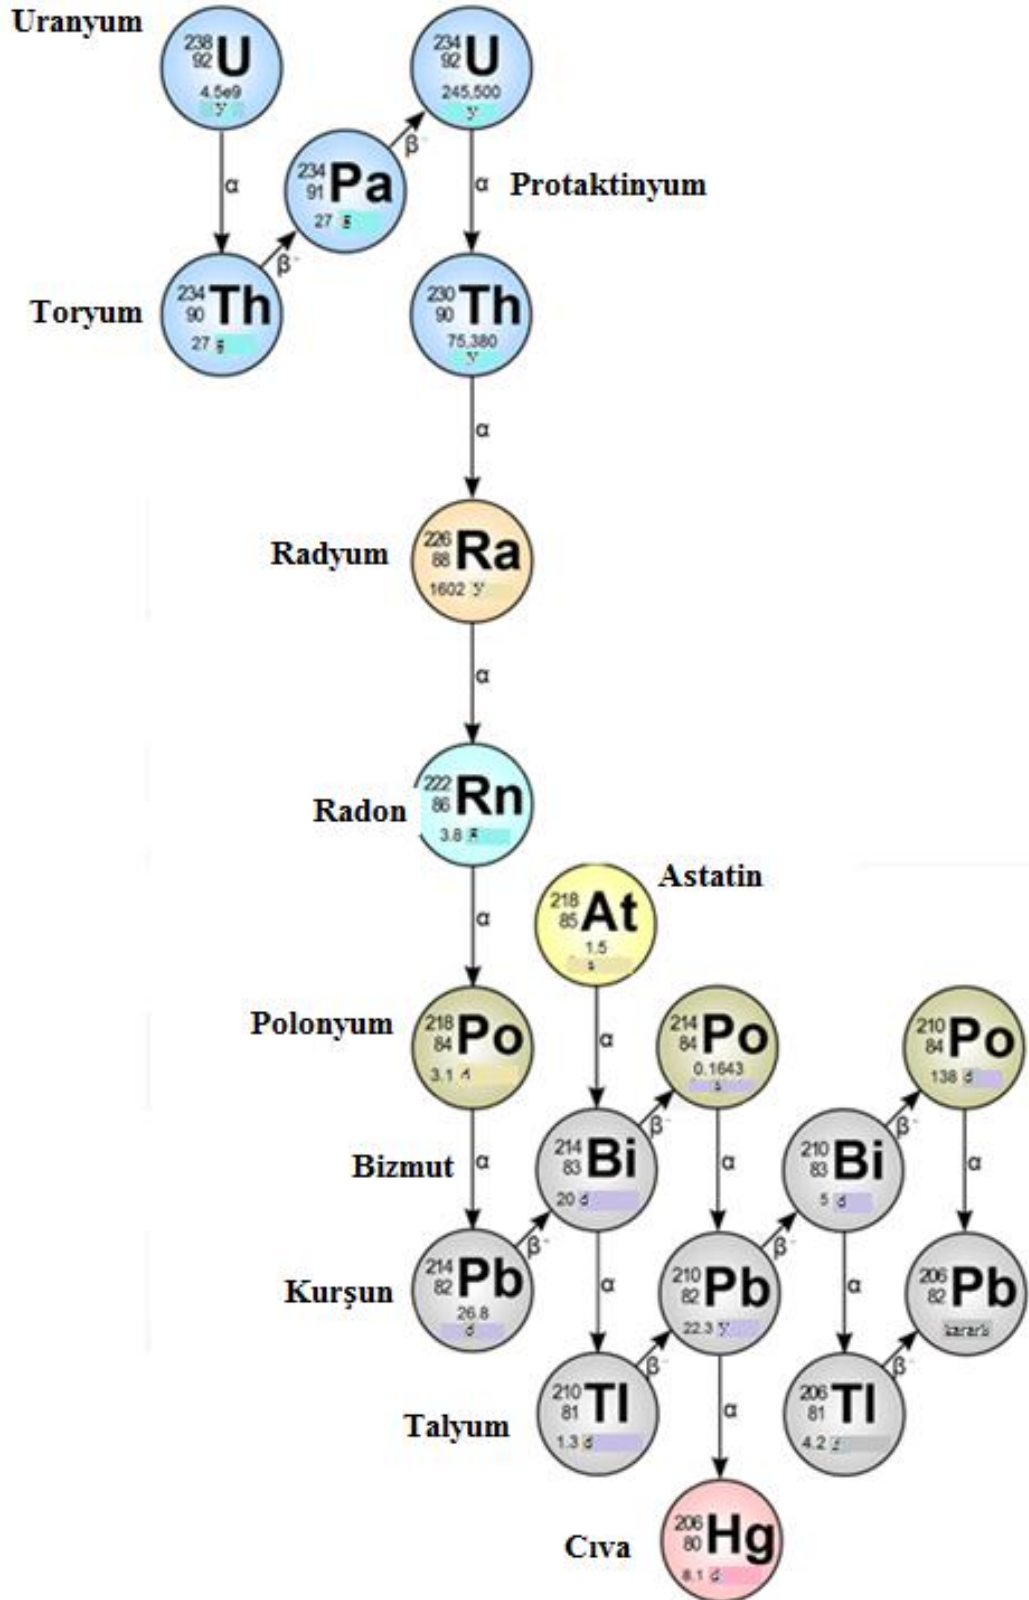 Uranyum
238
92
U
4.5e9
y
234
92
U
245,500
y
α
β⁻
234
91
Pa
27
α
Protaktinyum
β⁻
Toryum
234
90
Th
27 g
230
90
Th
75,380
y
α
Radyum
226
88
Ra
1602 y
α
Radon
222
86
Rn
3.8
α
Astatin
218
85
At
1.5
s
Polonyum
218
84
Po
3.1 d
α
214
84
Po
0.1643
s
210
84
Po
138 d
β⁻
β⁻
Bizmut
α
214
83
Bi
20 d
α
210
83
Bi
5 d
α
β⁻
β⁻
Kurşun
214
82
Pb
26.8
d
α
210
82
Pb
22.3 y
α
206
82
Pb
kararlı
β⁻
β⁻
Talyum
210
81
Tl
1.3 d
α
206
81
Tl
4.2
Cıva
206
80
Hg
8.1 d